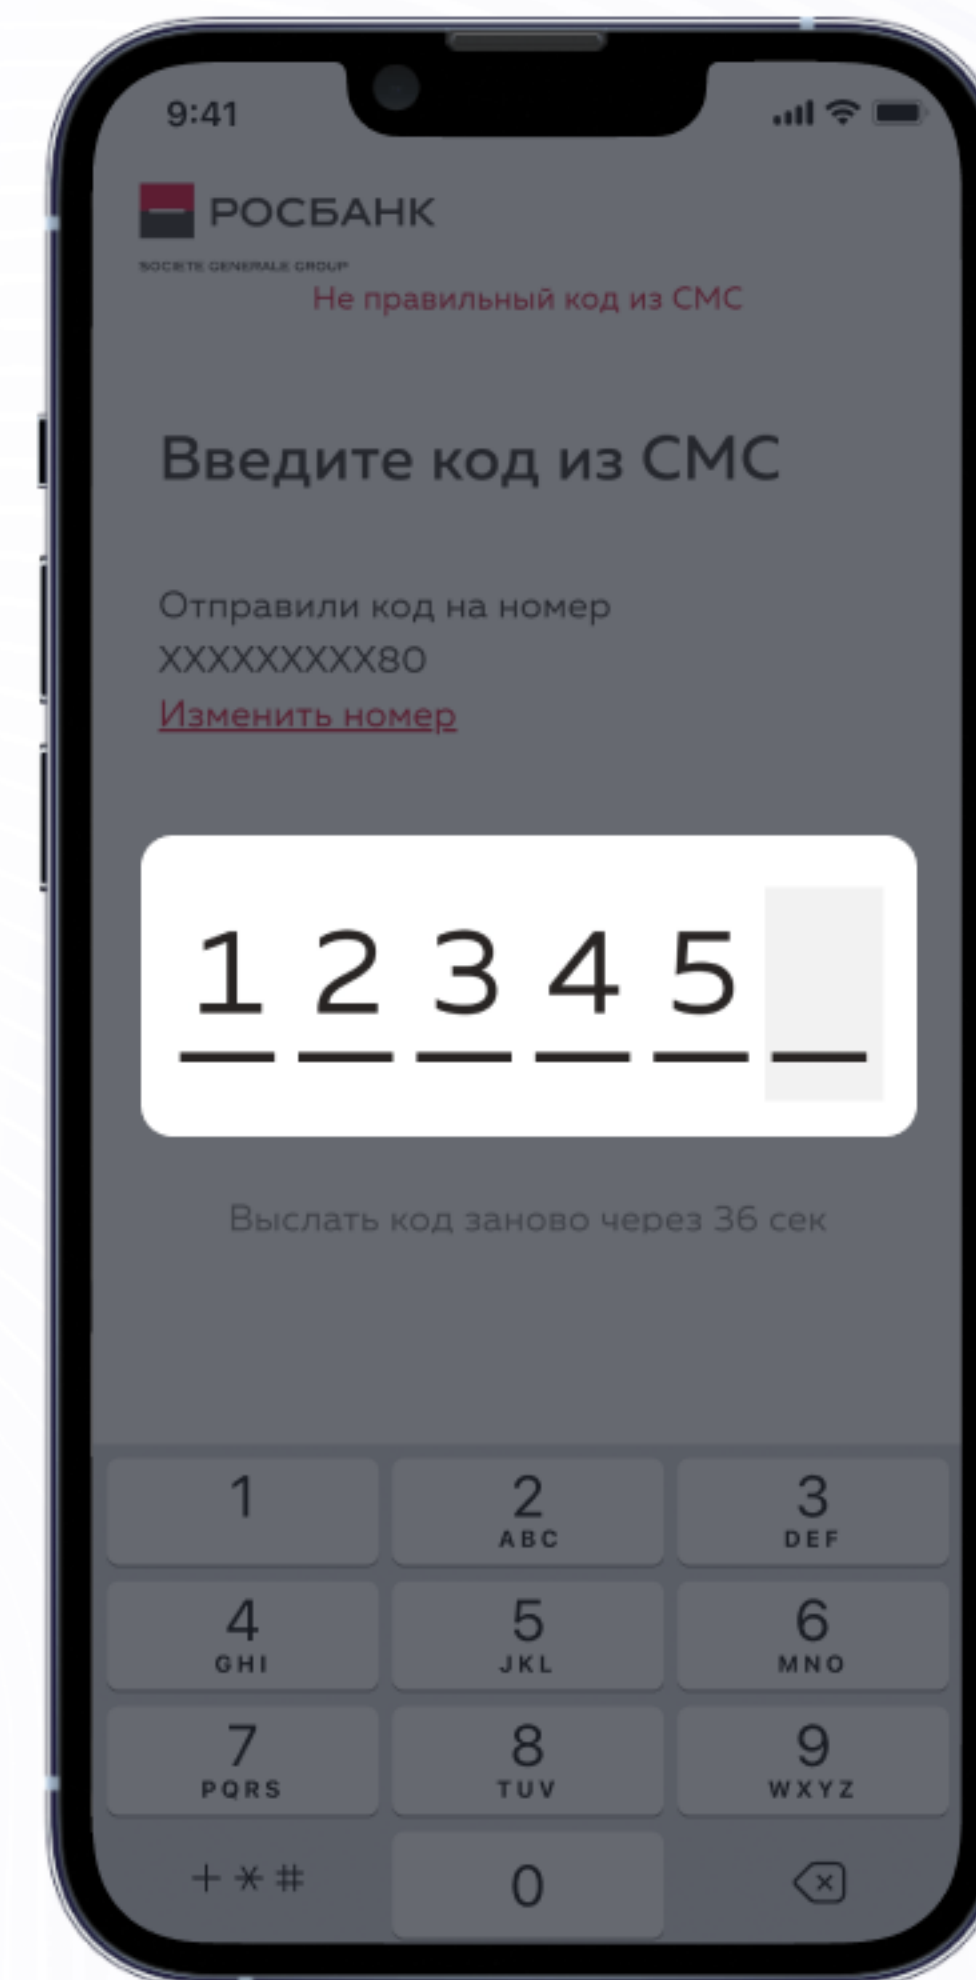 9:41
РОСБАНК
SOCIETE GENERALE GROUP
Не правильный код из СМС
Введите код из СМС
Отправили код на номер
XXXXXXXXX80
Изменить номер
1 2 3 4 5
Выслать код заново через 36 сек
1 2 3
ABC DEF
4 5 6
GHI JKL MNO
7 8 9
PQRS TUV WXYZ
+ * # 0